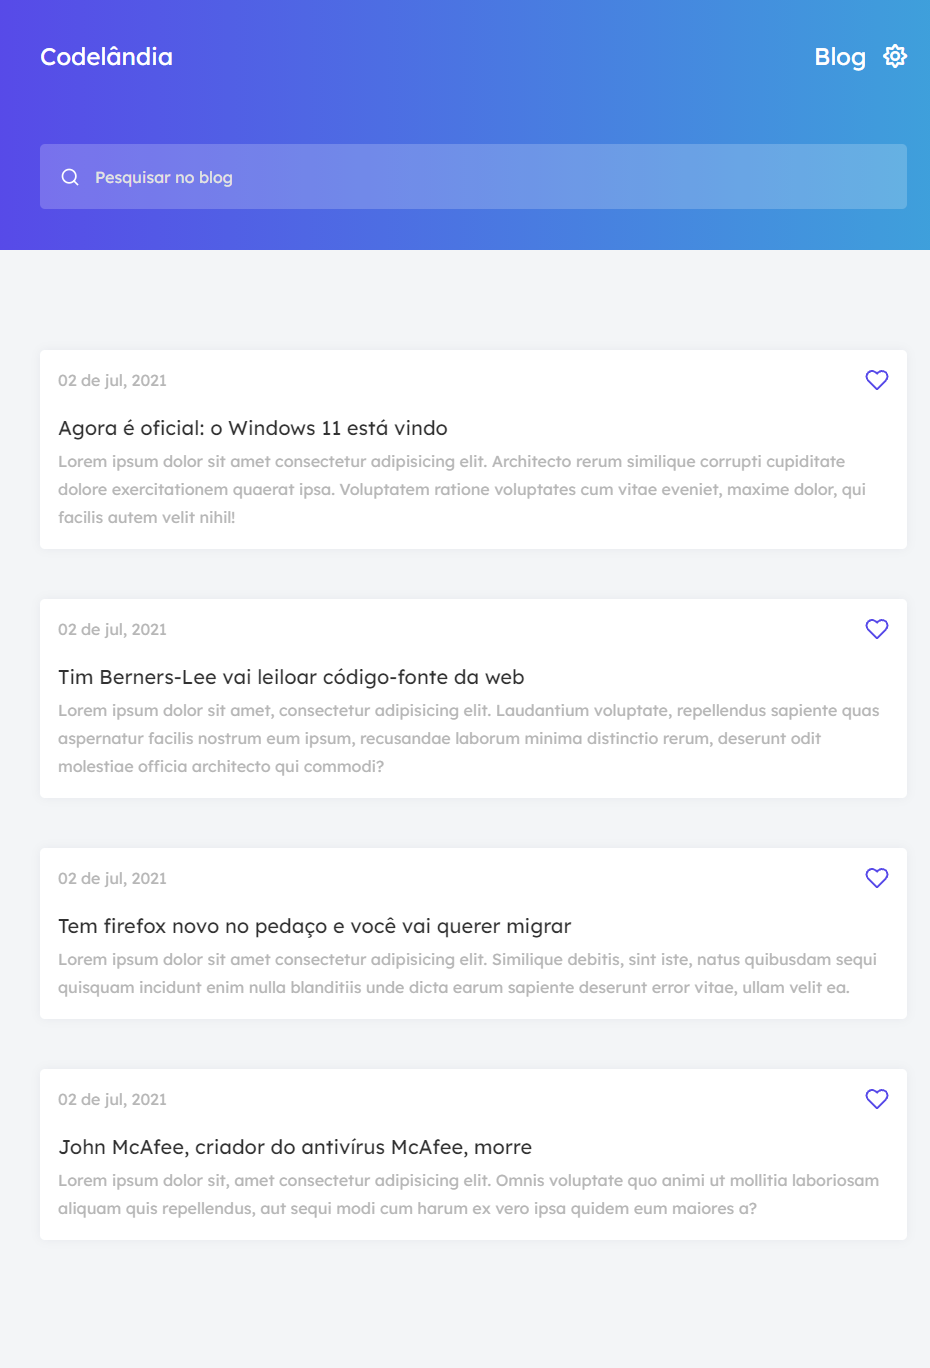 Codelândia
Blog
Pesquisar no blog
02 de jul, 2021
Agora é oficial: o Windows 11 está vindo
Lorem ipsum dolor sit amet consectetur adipisicing elit. Architecto rerum similique corrupti cupiditate
dolore exercitationem quaerat ipsa. Voluptatem ratione voluptates cum vitae eveniet, maxime dolor, qui
facilis autem velit nihil!
02 de jul, 2021
Tim Berners-Lee vai leiloar código-fonte da web
Lorem ipsum dolor sit amet, consectetur adipisicing elit. Laudantium voluptate, repellendus sapiente quas
aspernatur facilis nostrum eum ipsum, recusandae laborum minima distinctio rerum, deserunt odit
molestiae officia architecto qui commodi?
02 de jul, 2021
Tem firefox novo no pedaço e você vai querer migrar
Lorem ipsum dolor sit amet consectetur adipisicing elit. Similique debitis, sint iste, natus quibusdam sequi
quisquam incidunt enim nulla blanditiis unde dicta earum sapiente deserunt error vitae, ullam velit ea.
02 de jul, 2021
John McAfee, criador do antivírus McAfee, morre
Lorem ipsum dolor sit, amet consectetur adipisicing elit. Omnis voluptate quo animi ut mollitia laboriosam
aliquam quis repellendus, aut sequi modi cum harum ex vero ipsa quidem eum maiores a?